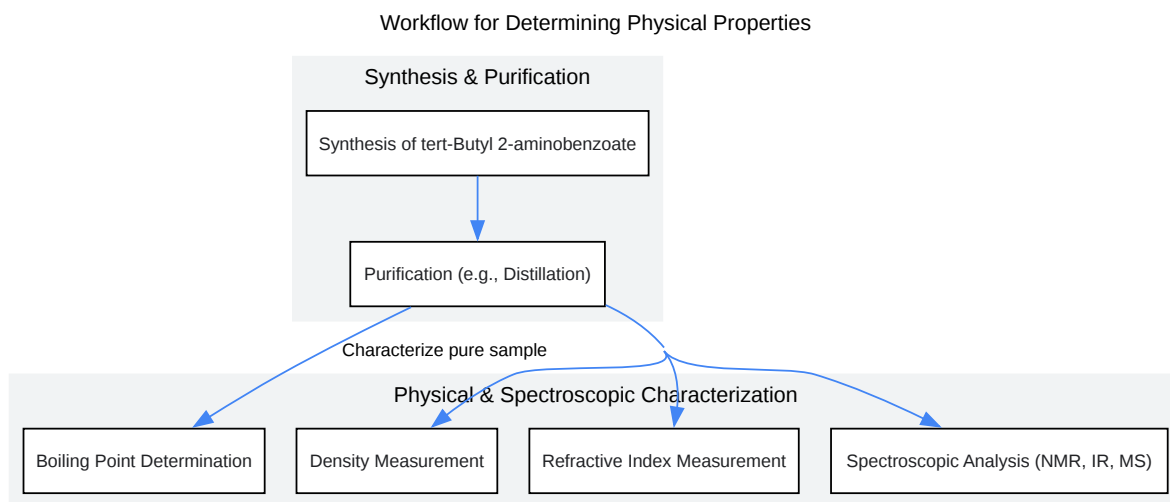 Workflow for Determining Physical Properties
Synthesis & Purification
Synthesis of tert-Butyl 2-aminobenzoate
Purification (e.g., Distillation)
Characterize pure sample
Physical & Spectroscopic Characterization
Boiling Point Determination
Density Measurement
Refractive Index Measurement
Spectroscopic Analysis (NMR, IR, MS)